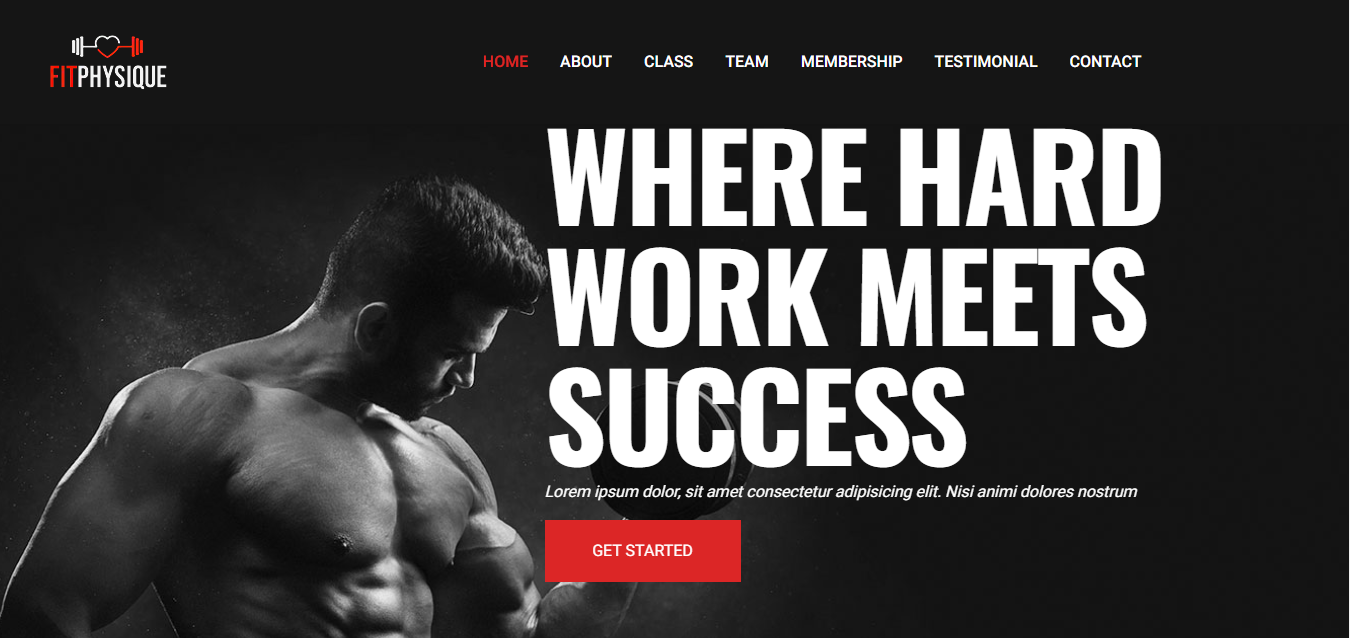 FITPHYSIQUE
HOME ABOUT CLASS TEAM MEMBERSHIP TESTIMONIAL CONTACT
WHERE HARD
WORK MEETS
SUCCESS
Lorem ipsum dolor, sit amet consectetur adipisicing elit. Nisi animi dolores nostrum
GET STARTED